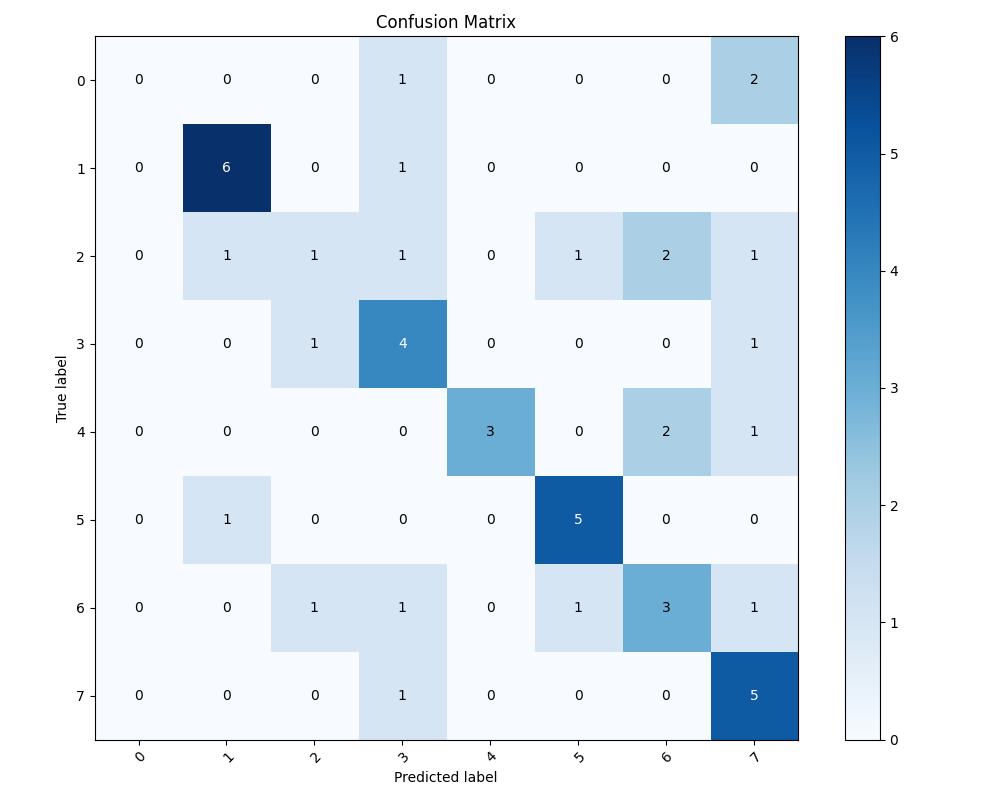 Confusion Matrix
0 0 0 0 1 0 0 0 2
1 0 6 0 1 0 0 0 0
2 0 1 1 1 0 1 2 1
3 0 0 1 4 0 0 0 1
4 0 0 0 0 3 0 2 1
5 0 1 0 0 0 5 0 0
6 0 0 1 1 0 1 3 1
7 0 0 0 1 0 0 0 5
0 1 2 3 4 5 6 7
True label
Predicted label
6
5
4
3
2
1
0